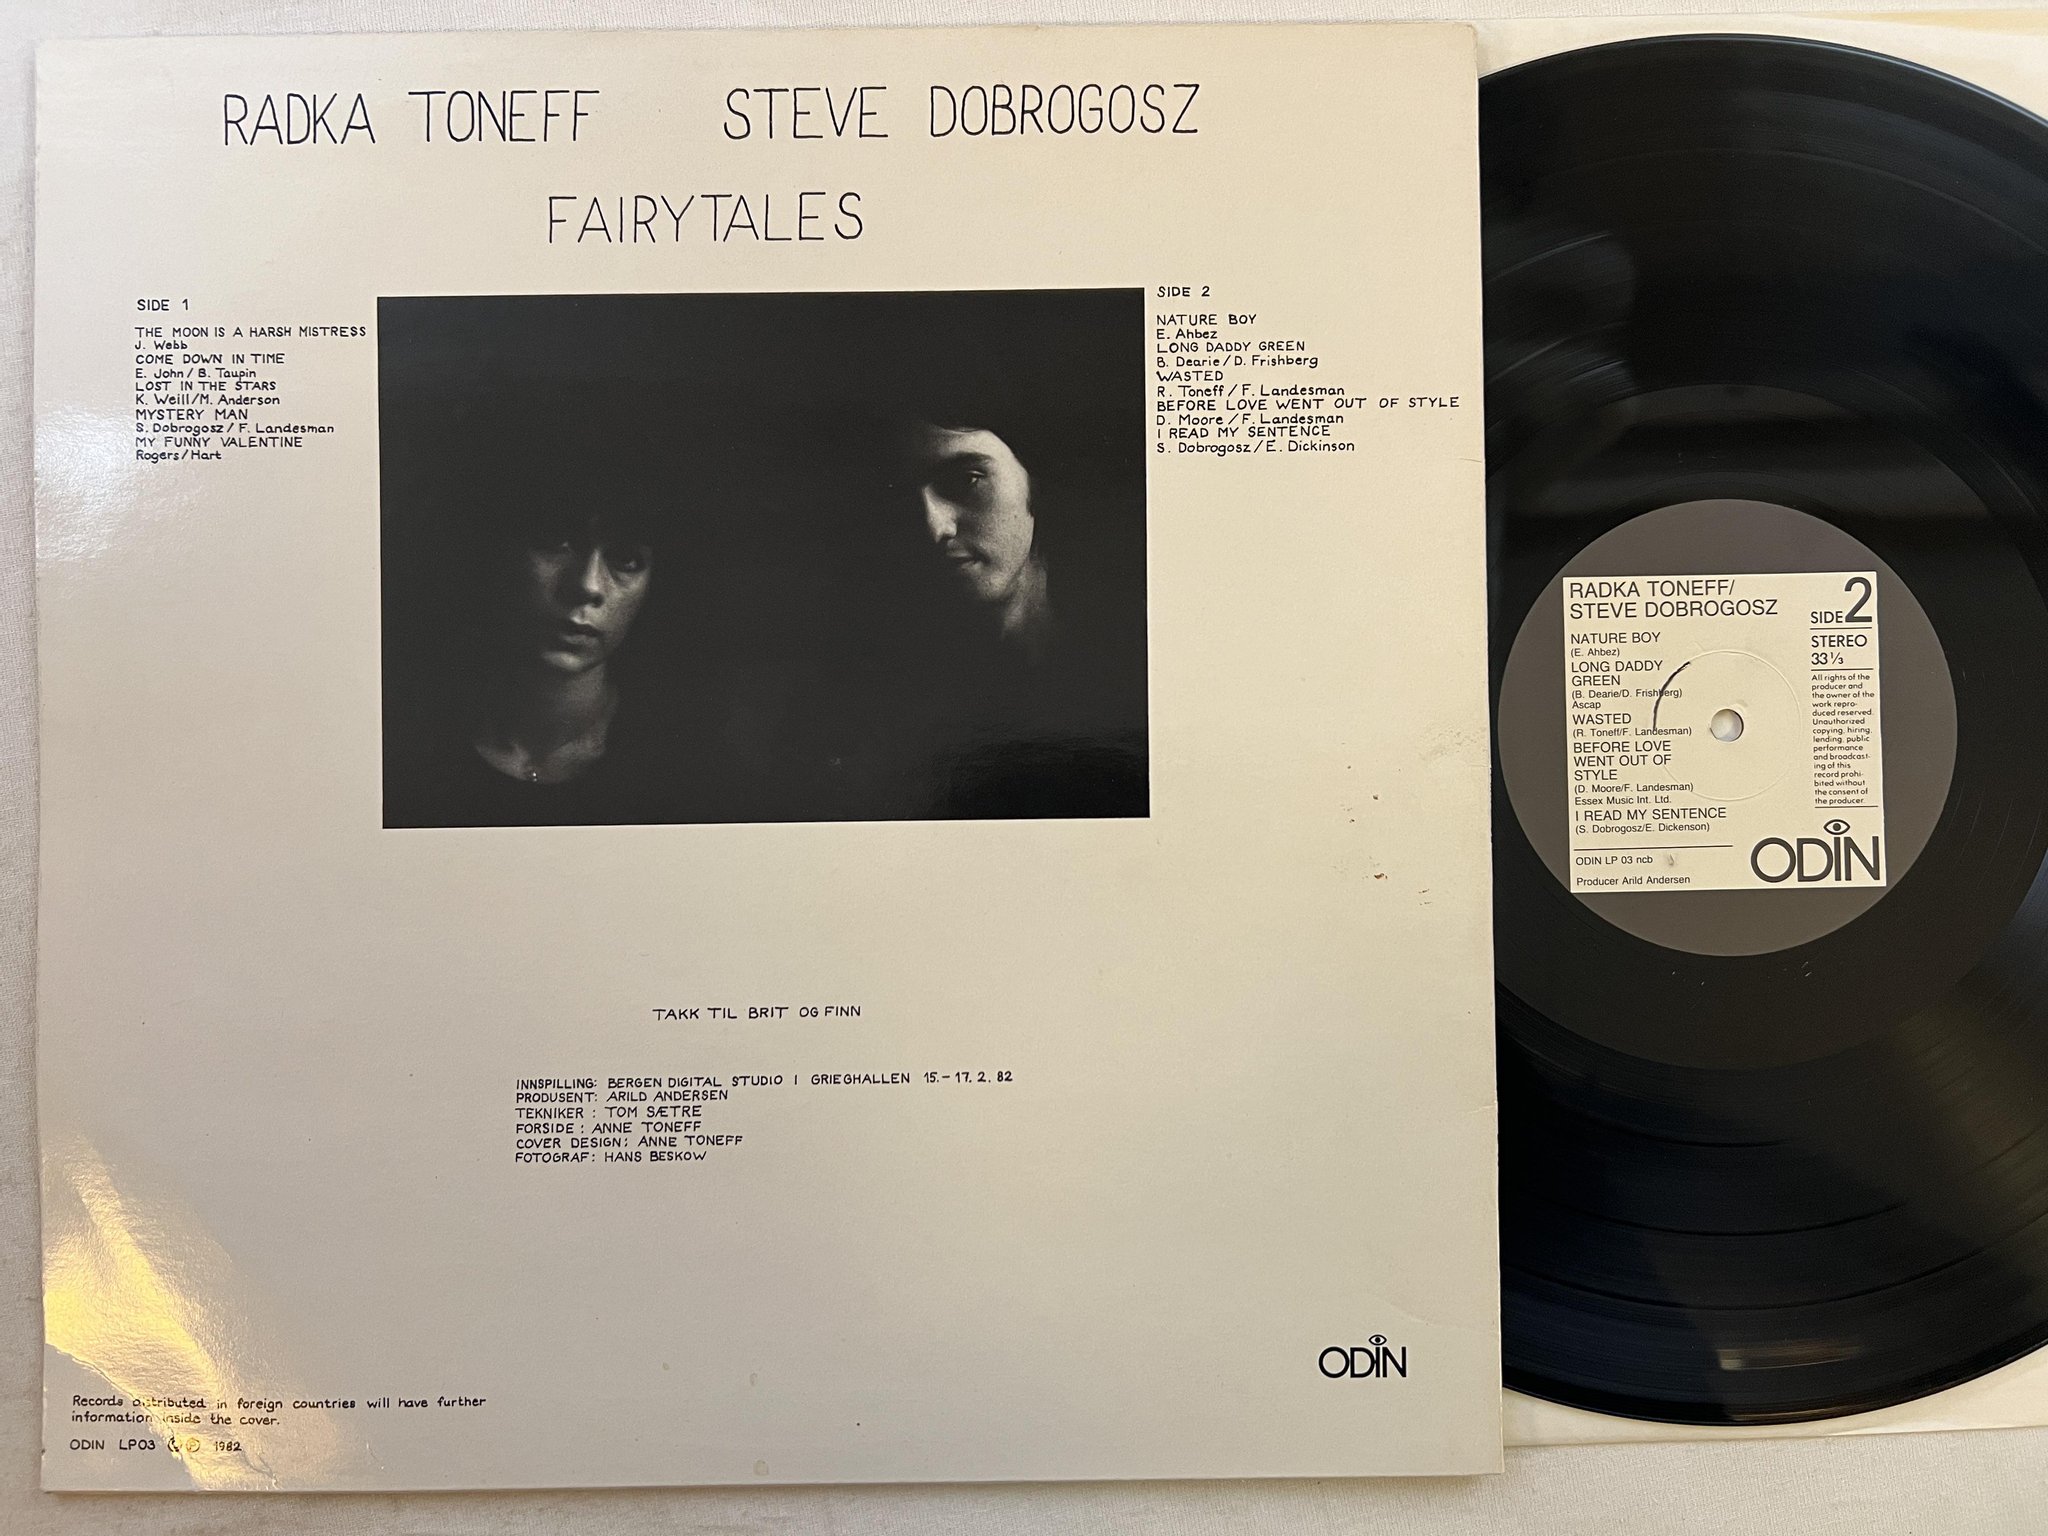 RADKA TONEFF STEVE DOBROGOSZ
FAIRYTALES
SIDE 1
THE MOON IS A HARSH MISTRESS
J. Webb
COME DOWN IN TIME
E. John / B. Taupin
LOST IN THE STARS
K. Weill/M. Anderson
MYSTERY MAN
S. Dobrogosz / F. Landesman
MY FUNNY VALENTINE
Rogers/Hart
SIDE 2
NATURE BOY
E. Ahbez
LONG DADDY GREEN
B. Dearie / D. Frishberg
WASTED
R. Toneff / F. Landesman
BEFORE LOVE WENT OUT OF STYLE
D. Moore / F. Landesman
I READ MY SENTENCE
S. Dobrogosz / E. Dickinson
TAKK TIL BRIT OG FINN
INNSPILLING: BERGEN DIGITAL STUDIO I GRIEGHALLEN 15.-17. 2. 82
PRODUSENT: ARILD ANDERSEN
TEKNIKER : TOM SÆTRE
FORSIDE : ANNE TONEFF
COVER DESIGN: ANNE TONEFF
FOTOGRAF: HANS BESKOW
ODIN
Records distributed in foreign countries will have further
information inside the cover.
ODIN LP03 © ℗ 1982
RADKA TONEFF/
STEVE DOBROGOSZ
NATURE BOY
(E. Ahbez)
LONG DADDY
GREEN
(B. Dearie/D. Frishberg)
Ascap
WASTED
(R. Toneff/F. Landesman)
BEFORE LOVE
WENT OUT OF
STYLE
(D. Moore/F. Landesman)
Essex Music Int. Ltd.
I READ MY SENTENCE
(S. Dobrogosz/E. Dickenson)
ODIN LP 03 ncb
Producer Arild Andersen
SIDE 2
STEREO
33 1/3
All rights of the
producer and
the owner of the
work repro-
duced reserved.
Unauthorized
copying, hiring,
lending, public
performance
and broadcast-
ing of this
record prohi-
bited without
the consent of
the producer.
ODIN